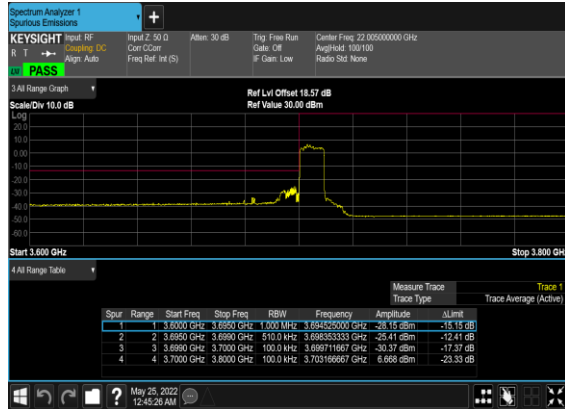 Spectrum Analyzer 1
Spurious Emissions
+
KEYSIGHT
R T
LV PASS
Input: RF
Coupling: DC
Align: Auto
Input Z: 50 Ω
Corr CCorr
Freq Ref: Int (S)
Atten: 30 dB
Trig: Free Run
Gate: Off
IF Gain: Low
Center Freq: 22.005000000 GHz
Avg|Hold: 100/100
Radio Std: None
3 All Range Graph
Scale/Div 10.0 dB
Ref Lvl Offset 18.57 dB
Ref Value 30.00 dBm
Log
20.0
10.0
0.00
-10.0
-20.0
-30.0
-40.0
-50.0
-60.0
Start 3.600 GHz
Stop 3.800 GHz
4 All Range Table
Measure Trace Trace 1
Trace Type Trace Average (Active)
Spur Range Start Freq Stop Freq RBW Frequency Amplitude ΔLimit
1 1 3.6000 GHz 3.6950 GHz 1.000 MHz 3.694525000 GHz -28.15 dBm -15.15 dB
2 2 3.6950 GHz 3.6990 GHz 510.0 kHz 3.698353333 GHz -25.41 dBm -12.41 dB
3 3 3.6990 GHz 3.7000 GHz 100.0 kHz 3.699711667 GHz -30.37 dBm -17.37 dB
4 4 3.7000 GHz 3.8000 GHz 100.0 kHz 3.703166667 GHz 6.668 dBm -23.33 dB
?
May 25, 2022
12:45:26 AM